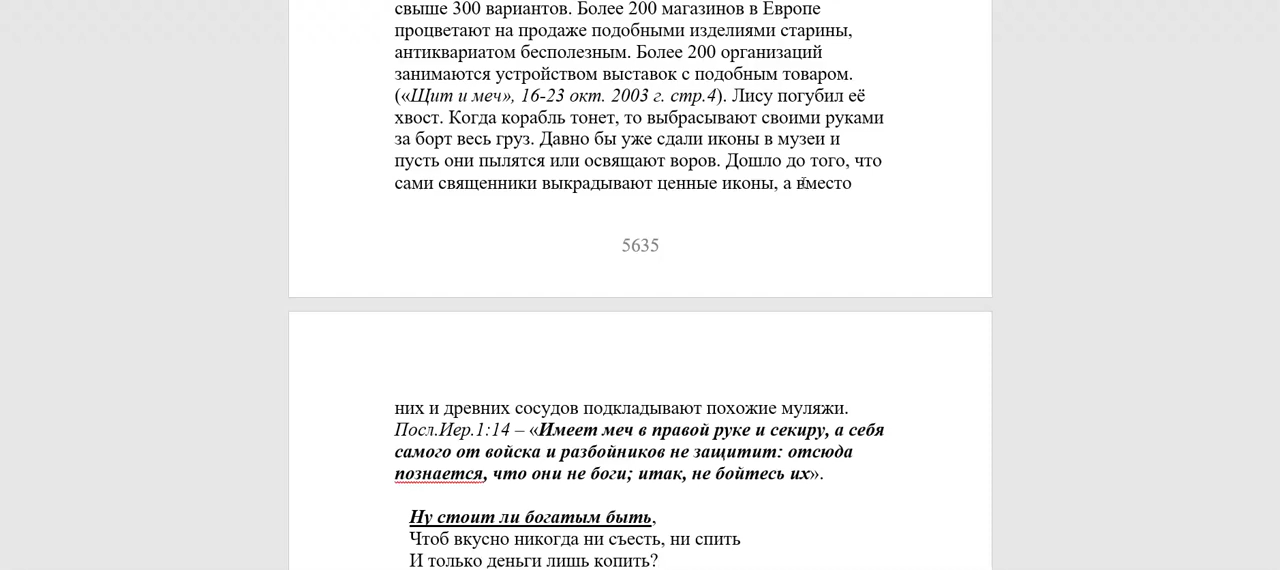 свыше 300 вариантов. Более 200 магазинов в Европе
процветают на продаже подобными изделиями старины,
антиквариатом бесполезным. Более 200 организаций
занимаются устройством выставок с подобным товаром.
(«Щит и меч», 16-23 окт. 2003 г. стр.4). Лису погубил её
хвост. Когда корабль тонет, то выбрасывают своими руками
за борт весь груз. Давно бы уже сдали иконы в музеи и
пусть они пылятся или освящают воров. Дошло до того, что
сами священники выкрадывают ценные иконы, а вместо
5635
них и древних сосудов подкладывают похожие муляжи.
Посл.Иер.1:14 – «Имеет меч в правой руке и секиру, а себя
самого от войска и разбойников не защитит: отсюда
познается, что они не боги; итак, не бойтесь их».
Ну стоит ли богатым быть,
Чтоб вкусно никогда ни съесть, ни спить
И только деньги лишь копить?